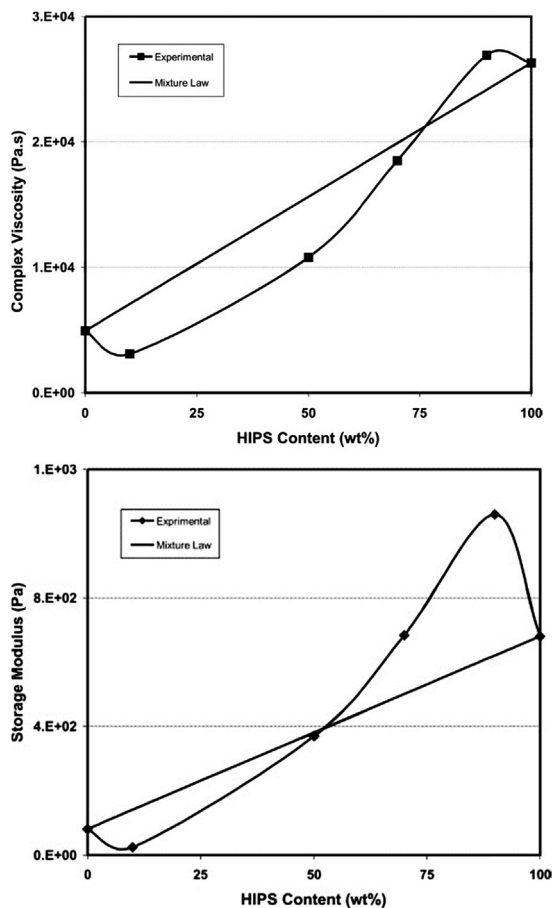 3.E+04
Experimental
Mixture Law
2.E+04
Complex Viscosity (Pa.s)
1.E+04
0.E+00
0 25 50 75 100
HIPS Content (wt%)
1.E+03
Exprimental
Mixture Law
8.E+02
Storage Modulus (Pa)
4.E+02
0.E+00
0 25 50 75 100
HIPS Content (wt%)